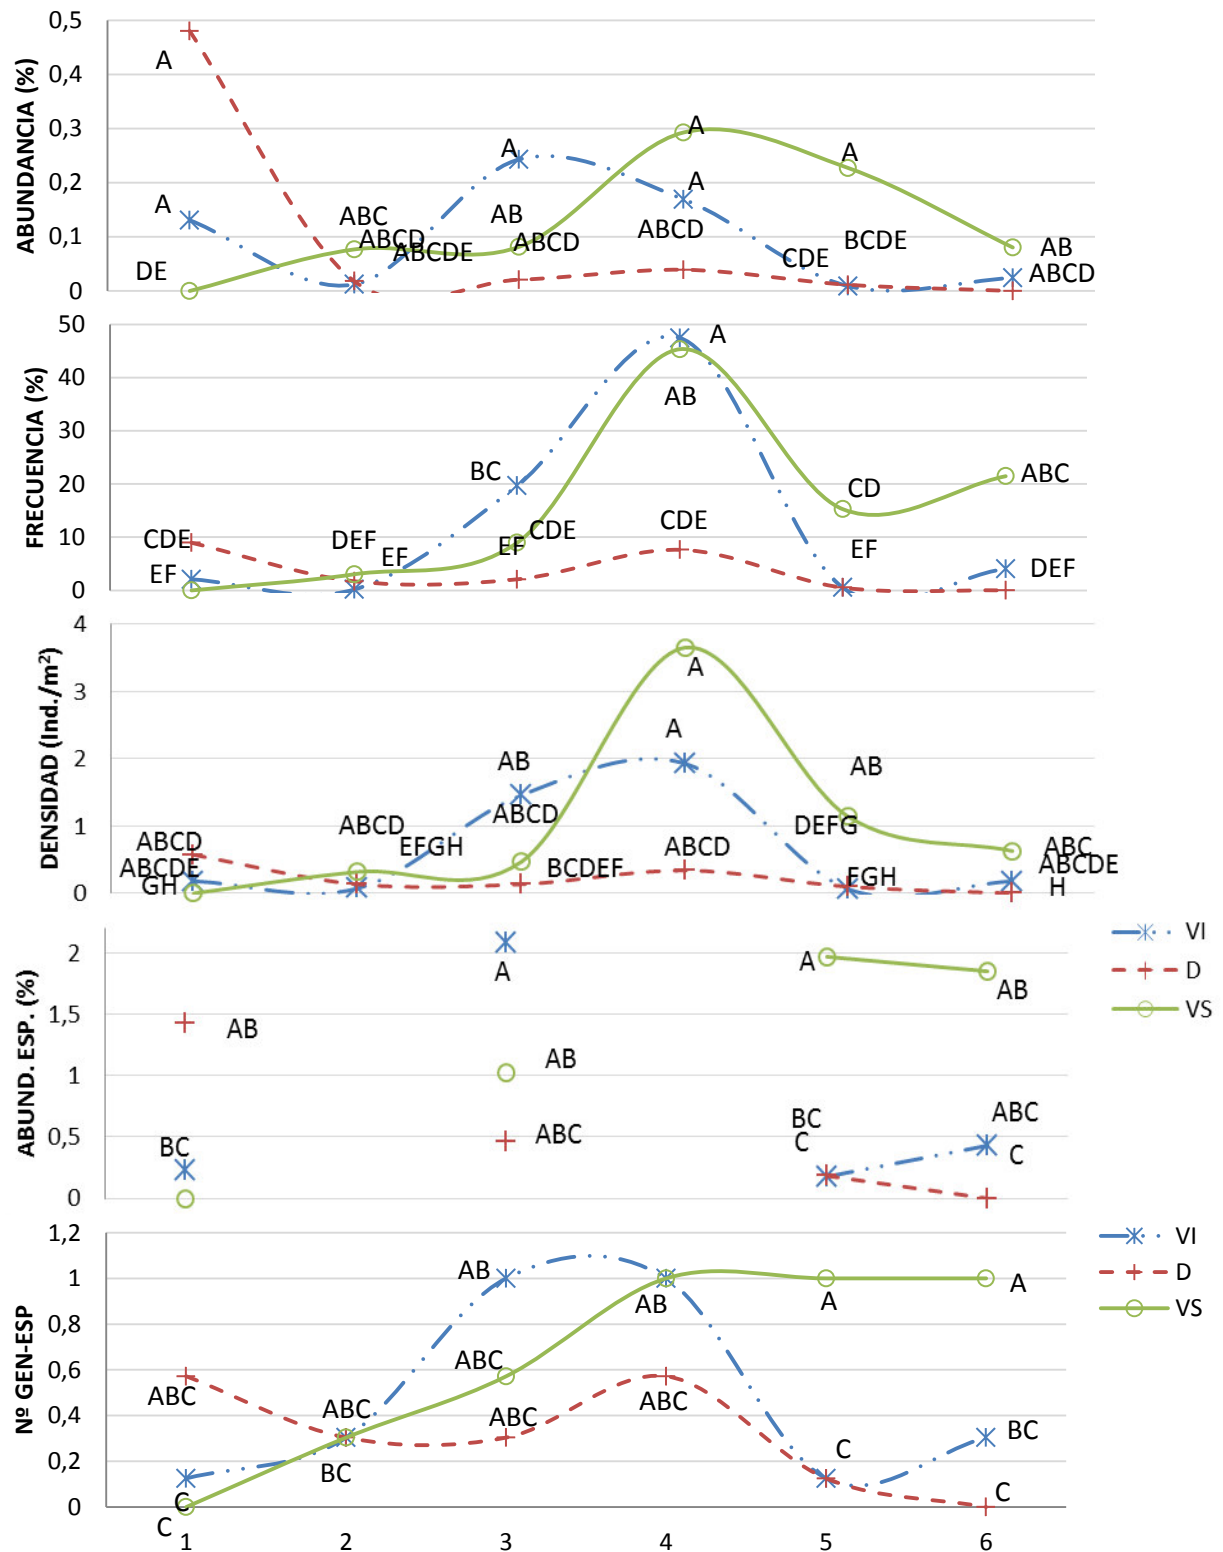 ABUNDANCIA (%)
0,5
0,4
0,3
0,2
0,1
0
A
A
DE
ABC
ABCD
ABCDE
A
AB
ABCD
A
A
ABCD
A
BCDE
CDE
AB
ABCD
FRECUENCIA (%)
50
40
30
20
10
0
CDE
EF
DEF
EF
BC
CDE
EF
A
AB
CDE
CD
EF
ABC
DEF
DENSIDAD (Ind./m²)
4
3
2
1
0
ABCD
ABCDE
GH
ABCD
EFGH
AB
ABCD
BCDEF
A
A
ABCD
AB
DEFG
FGH
ABC
ABCDE
H
ABUND. ESP. (%)
2
1,5
1
0,5
0
AB
BC
A
AB
ABC
A
AB
BC
C
ABC
C
VI
D
VS
Nº GEN-ESP
1,2
1
0,8
0,6
0,4
0,2
0
ABC
C
C
ABC
BC
AB
ABC
ABC
AB
ABC
A
C
A
BC
C
VI
D
VS
1 2 3 4 5 6